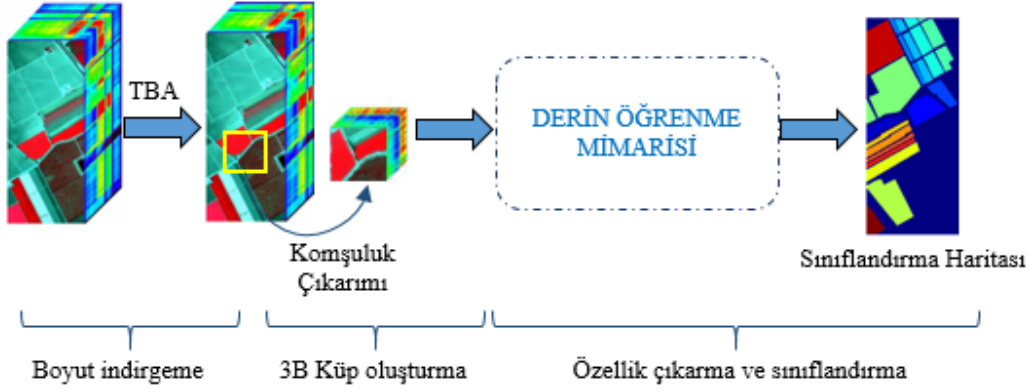 TBA
DERİN ÖĞRENME
MİMARİSİ
Komşuluk
Çıkarımı
Sınıflandırma Haritası
Boyut indirgeme
3B Küp oluşturma
Özellik çıkarma ve sınıflandırma